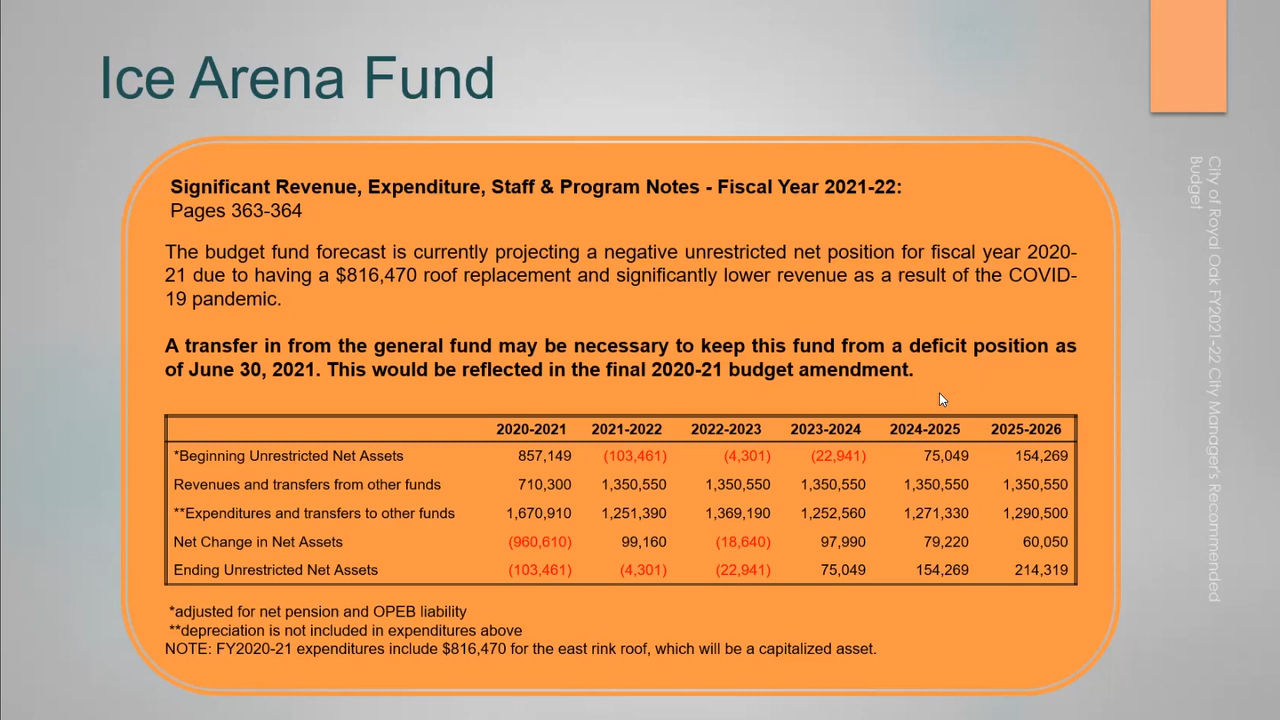 Ice Arena Fund
Significant Revenue, Expenditure, Staff & Program Notes - Fiscal Year 2021-22:
Pages 363-364
The budget fund forecast is currently projecting a negative unrestricted net position for fiscal year 2020-
21 due to having a $816,470 roof replacement and significantly lower revenue as a result of the COVID-
19 pandemic.
A transfer in from the general fund may be necessary to keep this fund from a deficit position as
of June 30, 2021. This would be reflected in the final 2020-21 budget amendment.
2020-2021 2021-2022 2022-2023 2023-2024 2024-2025 2025-2026
*Beginning Unrestricted Net Assets 857,149 (103,461) (4,301) (22,941) 75,049 154,269
Revenues and transfers from other funds 710,300 1,350,550 1,350,550 1,350,550 1,350,550 1,350,550
**Expenditures and transfers to other funds 1,670,910 1,251,390 1,369,190 1,252,560 1,271,330 1,290,500
Net Change in Net Assets (960,610) 99,160 (18,640) 97,990 79,220 60,050
Ending Unrestricted Net Assets (103,461) (4,301) (22,941) 75,049 154,269 214,319
*adjusted for net pension and OPEB liability
**depreciation is not included in expenditures above
NOTE: FY2020-21 expenditures include $816,470 for the east rink roof, which will be a capitalized asset.
City of Royal Oak FY2021-22 City Manager's Recommended
Budget